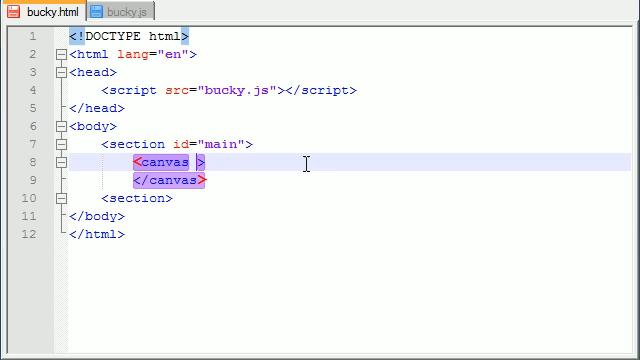 bucky.html bucky.js
1 <!DOCTYPE html>
2 <html lang="en">
3 <head>
4 <script src="bucky.js"></script>
5 </head>
6 <body>
7 <section id="main">
8 <canvas >
9 </canvas>
10 <section>
11 </body>
12 </html>